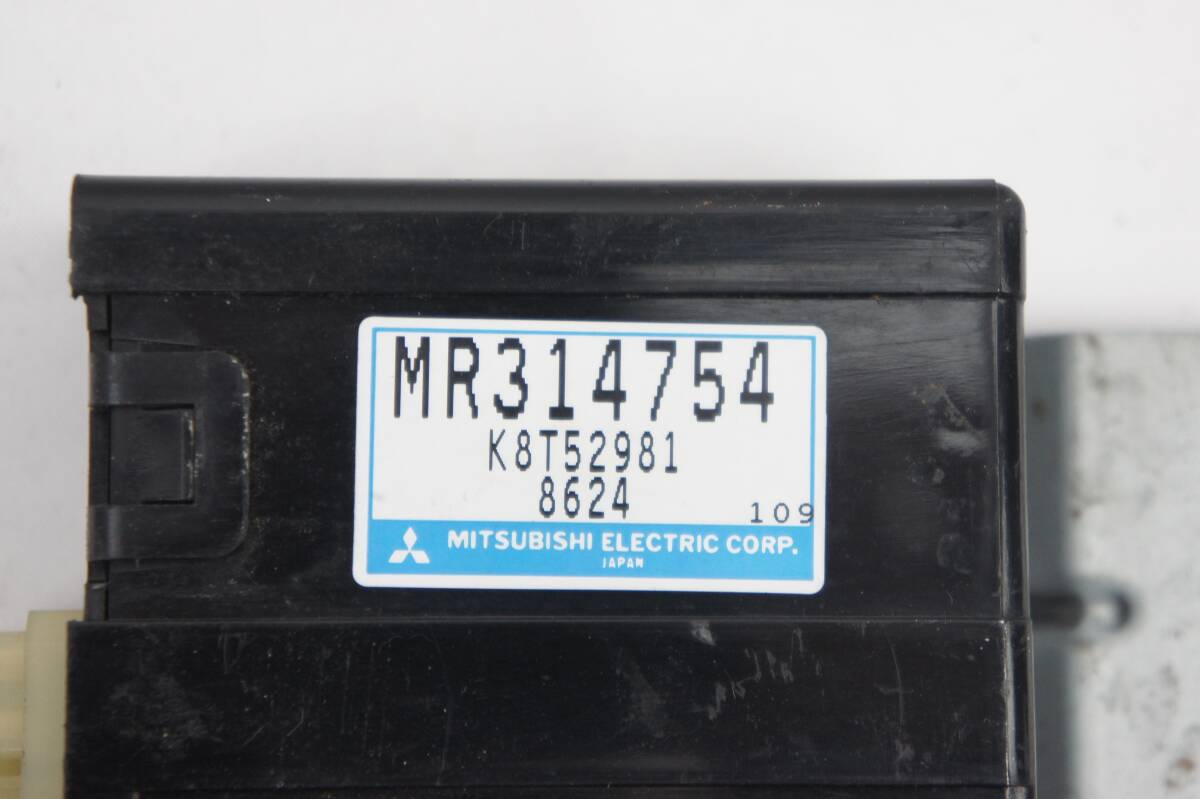 MR314754
K8T52981
8624
109
MITSUBISHI ELECTRIC CORP.
JAPAN